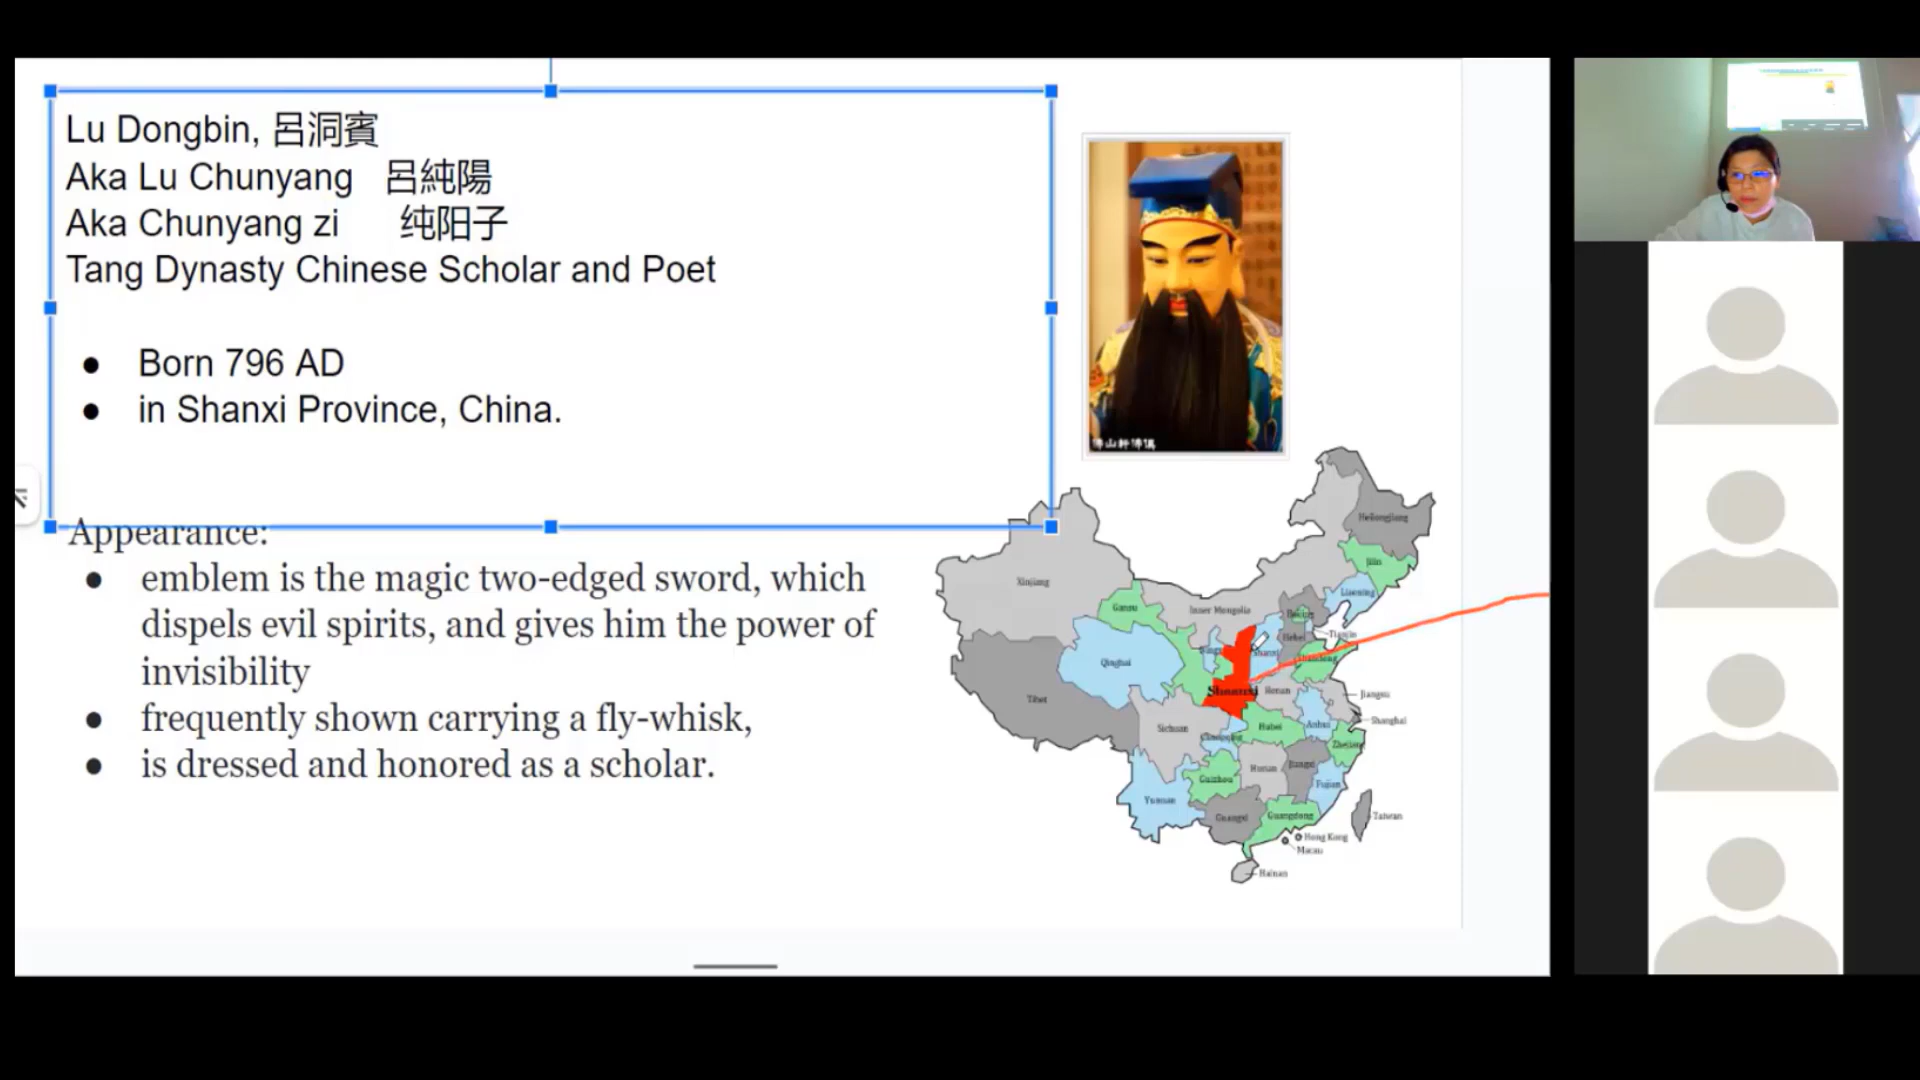 Lu Dongbin, 呂洞賓
Aka Lu Chunyang 呂純陽
Aka Chunyang zi 纯阳子
Tang Dynasty Chinese Scholar and Poet
● Born 796 AD
● in Shanxi Province, China.
Appearance:
● emblem is the magic two-edged sword, which
dispels evil spirits, and gives him the power of
invisibility
● frequently shown carrying a fly-whisk,
● is dressed and honored as a scholar.
Heilongjiang
Jilin
Xinjiang
Liaoning
Gansu
Inner Mongolia
Beijing
Tianjin
Hebei
Shanxi
Shandong
Qinghai
Shaanxi
Henan
Jiangsu
Tibet
Shanghai
Sichuan
Hubei
Anhui
Chongqing
Zhejiang
Hunan
Jiangxi
Guizhou
Fujian
Yunnan
Guangxi
Guangdong
Taiwan
Hong Kong
Macau
Hainan